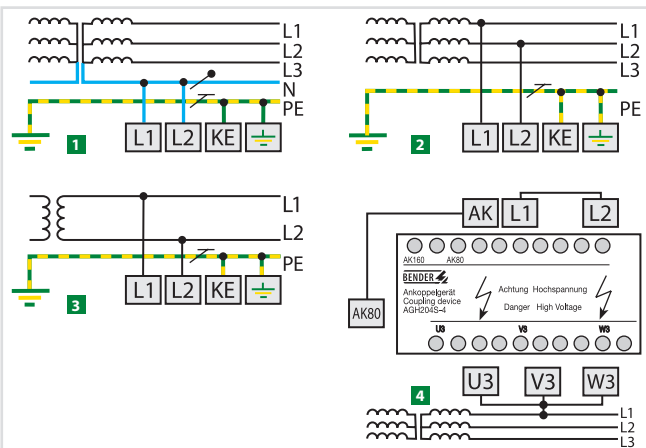 L1
L2
L3
N
PE
L1 L2 KE
1
L1
L2
L3
PE
L1 L2 KE
2
L1
L2
PE
L1 L2 KE
3
AK L1 L2
AK160 AK80
BENDER
Ankoppelgerät
Coupling device
AGH204S-4
Achtung Hochspannung
Danger High Voltage
AK80
U3 V3 W3
U3 V3 W3
4
L1
L2
L3